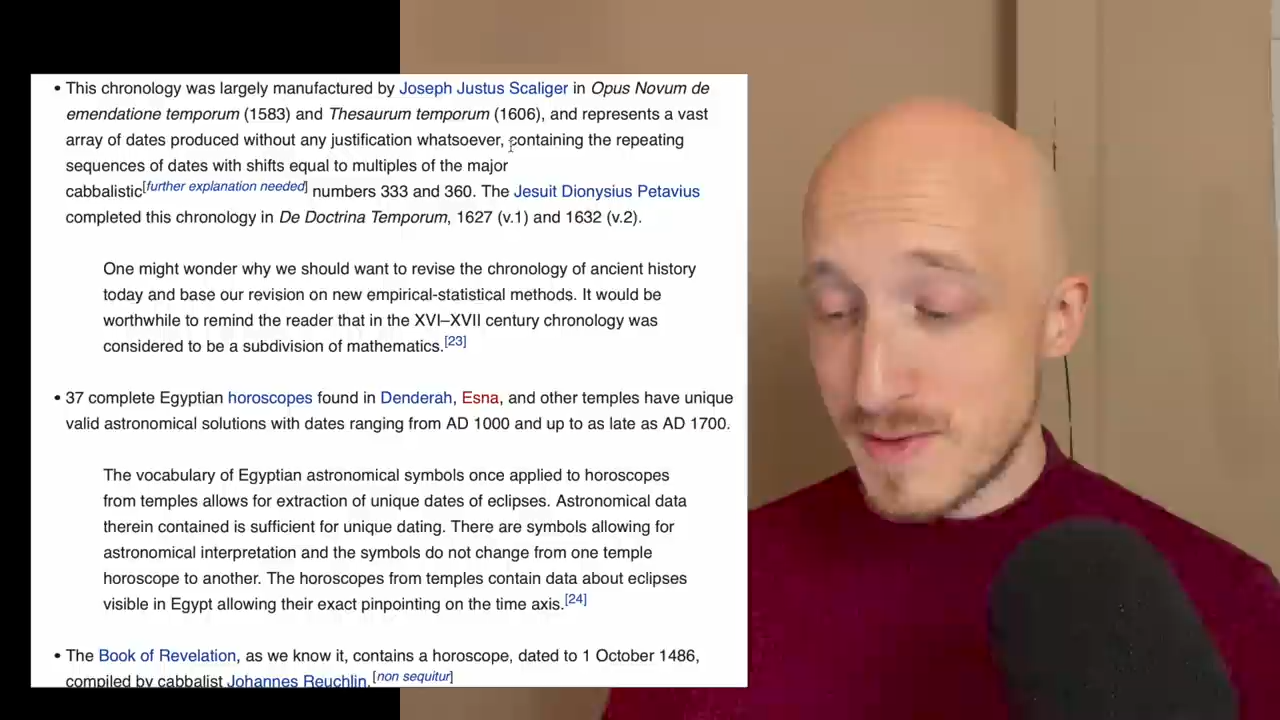 • This chronology was largely manufactured by Joseph Justus Scaliger in Opus Novum de
emendatione temporum (1583) and Thesaurum temporum (1606), and represents a vast
array of dates produced without any justification whatsoever, containing the repeating
sequences of dates with shifts equal to multiples of the major
cabbalistic[further explanation needed] numbers 333 and 360. The Jesuit Dionysius Petavius
completed this chronology in De Doctrina Temporum, 1627 (v.1) and 1632 (v.2).
One might wonder why we should want to revise the chronology of ancient history
today and base our revision on new empirical-statistical methods. It would be
worthwhile to remind the reader that in the XVI–XVII century chronology was
considered to be a subdivision of mathematics.[23]
• 37 complete Egyptian horoscopes found in Denderah, Esna, and other temples have unique
valid astronomical solutions with dates ranging from AD 1000 and up to as late as AD 1700.
The vocabulary of Egyptian astronomical symbols once applied to horoscopes
from temples allows for extraction of unique dates of eclipses. Astronomical data
therein contained is sufficient for unique dating. There are symbols allowing for
astronomical interpretation and the symbols do not change from one temple
horoscope to another. The horoscopes from temples contain data about eclipses
visible in Egypt allowing their exact pinpointing on the time axis.[24]
• The Book of Revelation, as we know it, contains a horoscope, dated to 1 October 1486,
compiled by cabbalist Johannes Reuchlin.[non sequitur]